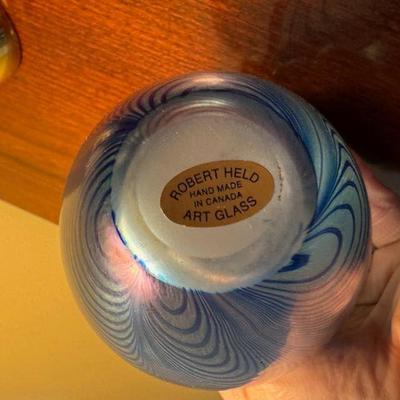 ROBERT HELD
HAND MADE
IN CANADA
ART GLASS